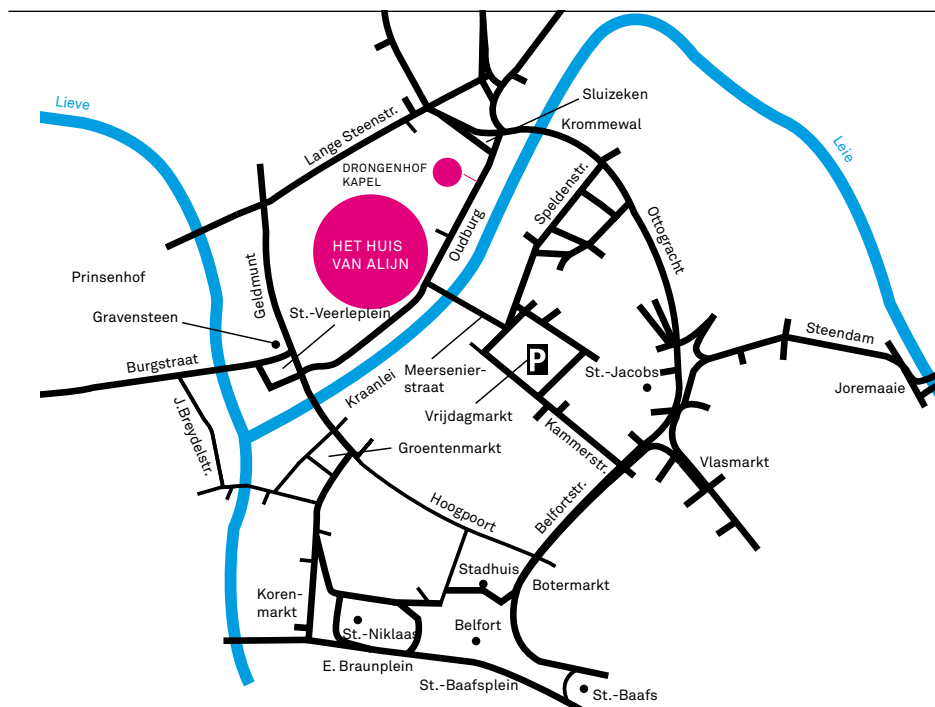 Sluizeken
Lieve
Krommewal
Lange Steenstr.
Leie
DRONGENHOF
KAPEL
Speldenstr.
Ottogracht
Oudburg
HET HUIS
VAN ALIJN
Prinsenhof
Geldmunt
St.-Veerleplein
Gravensteen
Steendam
Burgstraat
P
Kraanlei
Meersenier-
straat
St.-Jacobs
Joremaaie
J.Breydelstr.
Vrijdagmarkt
Kammerstr.
Groentenmarkt
Vlasmarkt
Hoogpoort
Belfortstr.
Stadhuis
Botermarkt
Koren-
markt
St.-Niklaas
Belfort
E. Braunplein
St.-Baafsplein
St.-Baafs